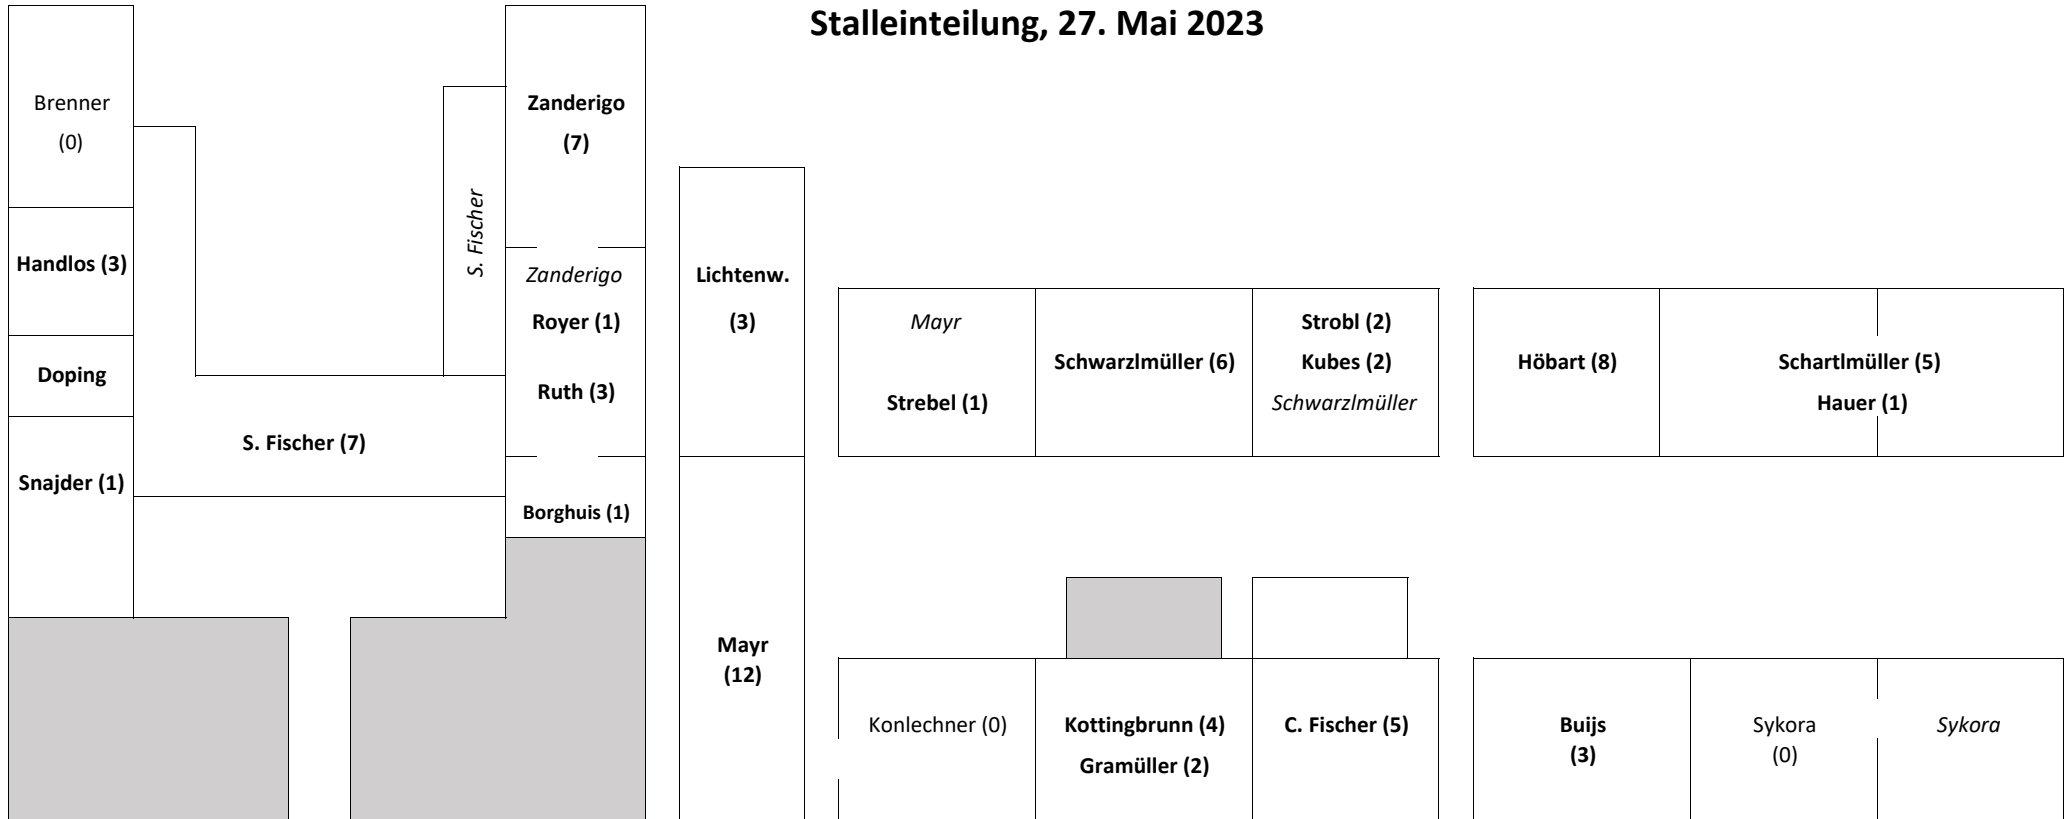 Stalleinteilung, 27. Mai 2023
Brenner
(0)
Handlos (3)
Doping
Snajder (1)
S. Fischer (7)
S. Fischer
Zanderigo
(7)
Zanderigo
Royer (1)
Ruth (3)
Borghuis (1)
Lichtenw.
(3)
Mayr
(12)
Mayr
Strebel (1)
Schwarzlmüller (6)
Strobl (2)
Kubes (2)
Schwarzlmüller
Höbart (8)
Schartlmüller (5)
Hauer (1)
Konlechner (0)
Kottingbrunn (4)
Gramüller (2)
C. Fischer (5)
Buijs
(3)
Sykora
(0)
Sykora